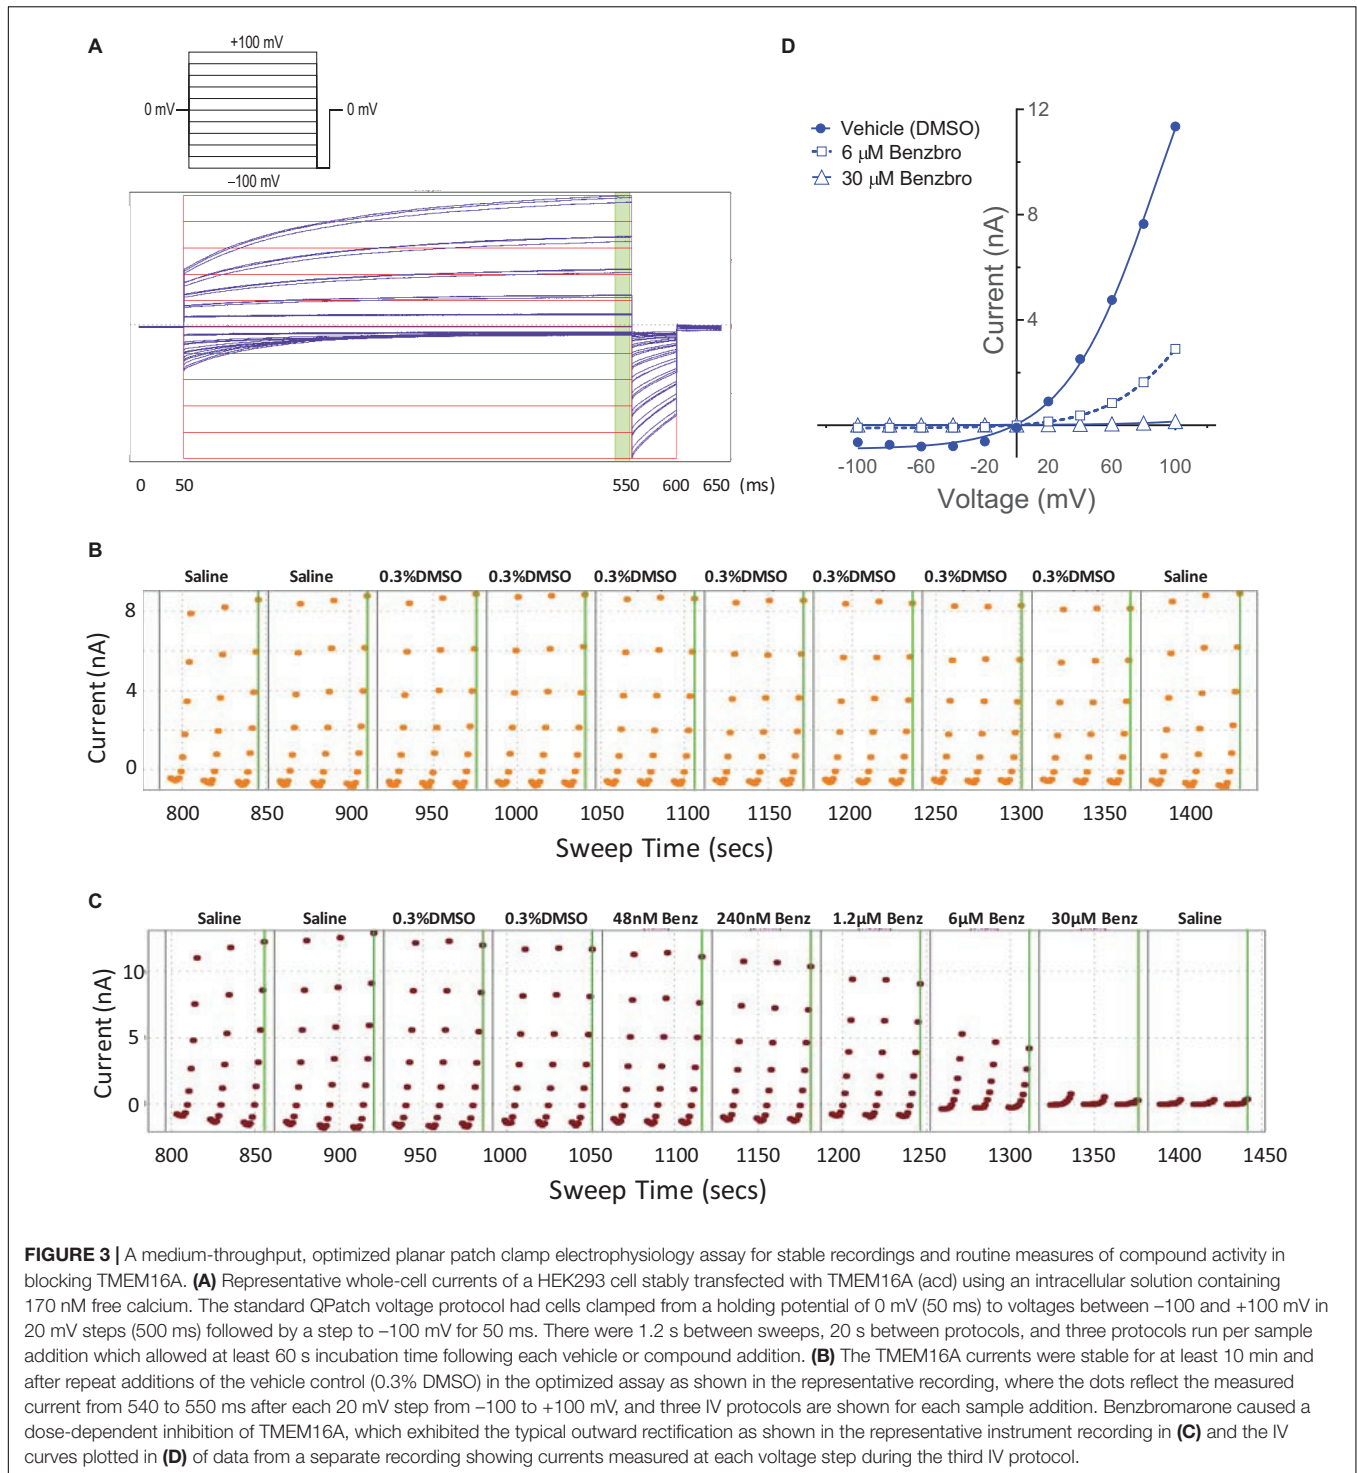 A
+100 mV
0 mV
0 mV
−100 mV
0 50 550 600 650 (ms)
D
Vehicle (DMSO)
6 µM Benzbro
30 µM Benzbro
12
8
4
Current (nA)
-100 -60 -20 20 60 100
Voltage (mV)
B
Saline Saline 0.3%DMSO 0.3%DMSO 0.3%DMSO 0.3%DMSO 0.3%DMSO 0.3%DMSO 0.3%DMSO Saline
8
4
0
Current (nA)
800 850 900 950 1000 1050 1100 1150 1200 1250 1300 1350 1400
Sweep Time (secs)
C
Saline Saline 0.3%DMSO 0.3%DMSO 48nM Benz 240nM Benz 1.2µM Benz 6µM Benz 30µM Benz Saline
10
5
0
Current (nA)
800 850 900 950 1000 1050 1100 1150 1200 1250 1300 1350 1400 1450
Sweep Time (secs)
FIGURE 3 | A medium-throughput, optimized planar patch clamp electrophysiology assay for stable recordings and routine measures of compound activity in
blocking TMEM16A. (A) Representative whole-cell currents of a HEK293 cell stably transfected with TMEM16A (acd) using an intracellular solution containing
170 nM free calcium. The standard QPatch voltage protocol had cells clamped from a holding potential of 0 mV (50 ms) to voltages between −100 and +100 mV in
20 mV steps (500 ms) followed by a step to −100 mV for 50 ms. There were 1.2 s between sweeps, 20 s between protocols, and three protocols run per sample
addition which allowed at least 60 s incubation time following each vehicle or compound addition. (B) The TMEM16A currents were stable for at least 10 min and
after repeat additions of the vehicle control (0.3% DMSO) in the optimized assay as shown in the representative recording, where the dots reflect the measured
current from 540 to 550 ms after each 20 mV step from −100 to +100 mV, and three IV protocols are shown for each sample addition. Benzbromarone caused a
dose-dependent inhibition of TMEM16A, which exhibited the typical outward rectification as shown in the representative instrument recording in (C) and the IV
curves plotted in (D) of data from a separate recording showing currents measured at each voltage step during the third IV protocol.